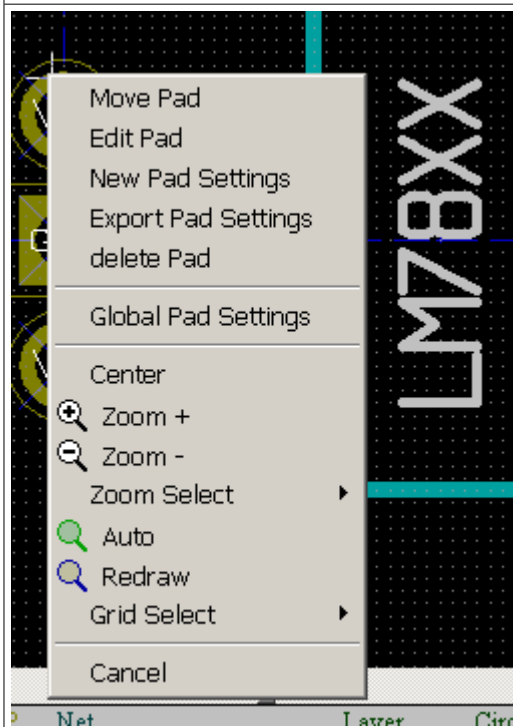 Move Pad
Edit Pad
New Pad Settings
Export Pad Settings
delete Pad
Global Pad Settings
Center
Zoom +
Zoom -
Zoom Select
Auto
Redraw
Grid Select
Cancel
LM78XX
Net Layer